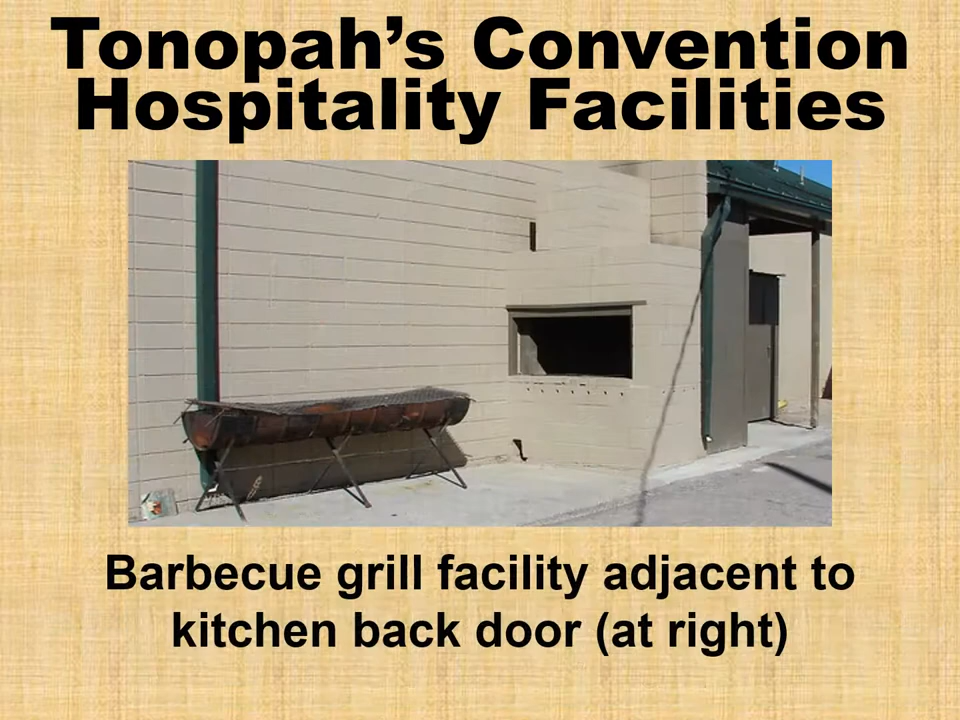 Tonopah’s Convention
Hospitality Facilities
Barbecue grill facility adjacent to
kitchen back door (at right)